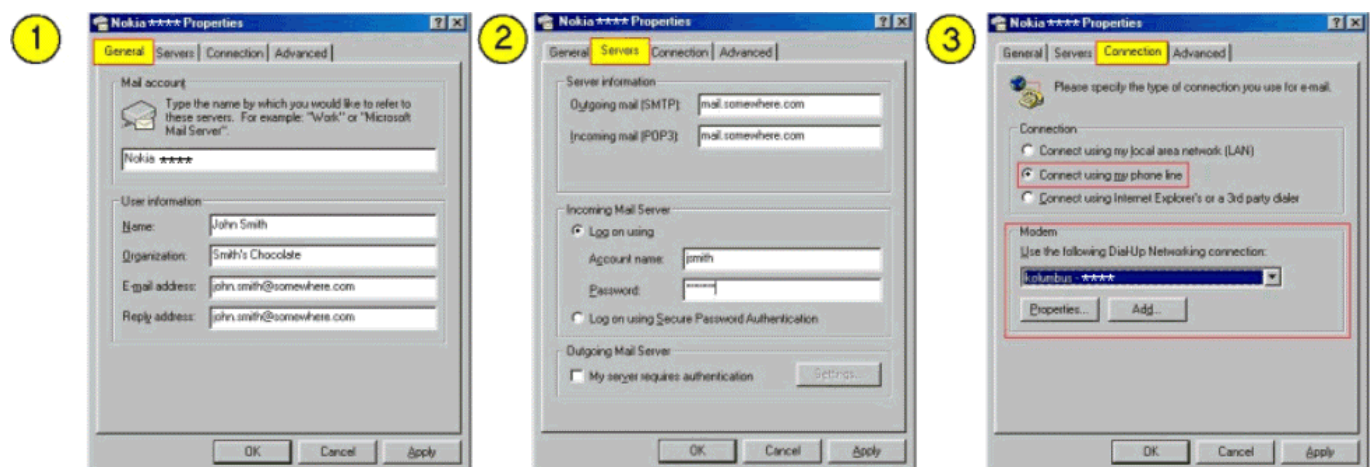 1
Nokia **** Properties
General Servers Connection Advanced
Mail account
Type the name by which you would like to refer to
these servers. For example: "Work" or "Microsoft
Mail Server".
Nokia ****
User information
Name: John Smith
Organization: Smith's Chocolate
E-mail address: john.smith@somewhere.com
Reply address: john.smith@somewhere.com
OK Cancel Apply
2
Nokia **** Properties
General Servers Connection Advanced
Server information
Outgoing mail (SMTP): mail.somewhere.com
Incoming mail (POP3): mail.somewhere.com
Incoming Mail Server
Log on using
Account name: jsmith
Password: *****
Log on using Secure Password Authentication
Outgoing Mail Server
My server requires authentication Settings...
OK Cancel Apply
3
Nokia **** Properties
General Servers Connection Advanced
Please specify the type of connection you use for e-mail.
Connection
Connect using my local area network (LAN)
Connect using my phone line
Connect using Internet Explorer's or a 3rd party dialer
Modem
Use the following Dial-Up Networking connection:
kolumbus - ****
Properties... Add...
OK Cancel Apply